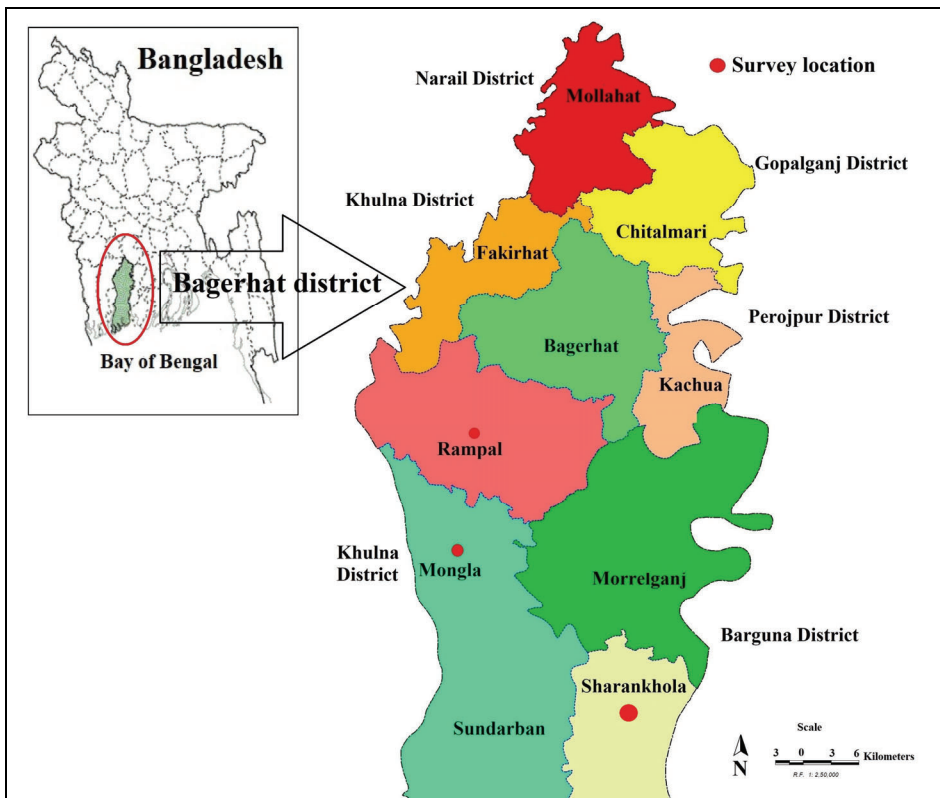 Bangladesh
Bagerhat district
Bay of Bengal
Survey location
Narail District
Mollahat
Gopalganj District
Khulna District
Chitalmari
Fakirhat
Perojpur District
Bagerhat
Kachua
Rampal
Khulna
District
Mongla
Morrelganj
Barguna District
Sharankhola
Sundarban
N
Scale
3 0 3 6 Kilometers
R.F. 1: 2,50,000